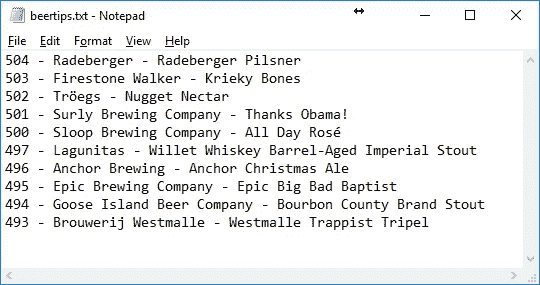 beertips.txt - Notepad
File Edit Format View Help
504 - Radeberger - Radeberger Pilsner
503 - Firestone Walker - Krieky Bones
502 - Tröegs - Nugget Nectar
501 - Surly Brewing Company - Thanks Obama!
500 - Sloop Brewing Company - All Day Rosé
497 - Lagunitas - Willet Whiskey Barrel-Aged Imperial Stout
496 - Anchor Brewing - Anchor Christmas Ale
495 - Epic Brewing Company - Epic Big Bad Baptist
494 - Goose Island Beer Company - Bourbon County Brand Stout
493 - Brouwerij Westmalle - Westmalle Trappist Tripel